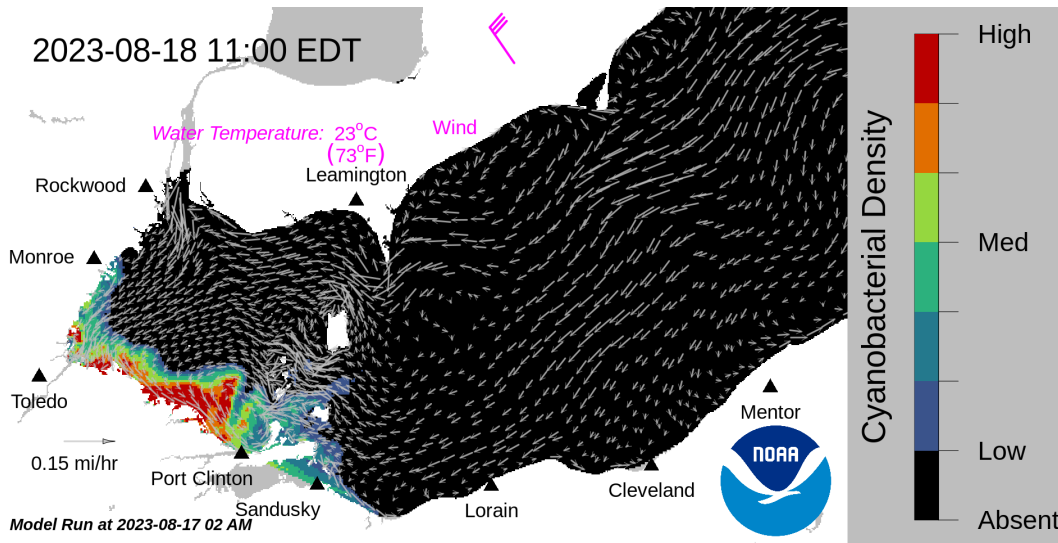 2023-08-18 11:00 EDT
Wind
Water Temperature: 23°C
(73°F)
Leamington
Rockwood
Monroe
Toledo
0.15 mi/hr
Port Clinton
Sandusky
Lorain
Cleveland
Mentor
NOAA
Model Run at 2023-08-17 02 AM
Cyanobacterial Density
High
Med
Low
Absent